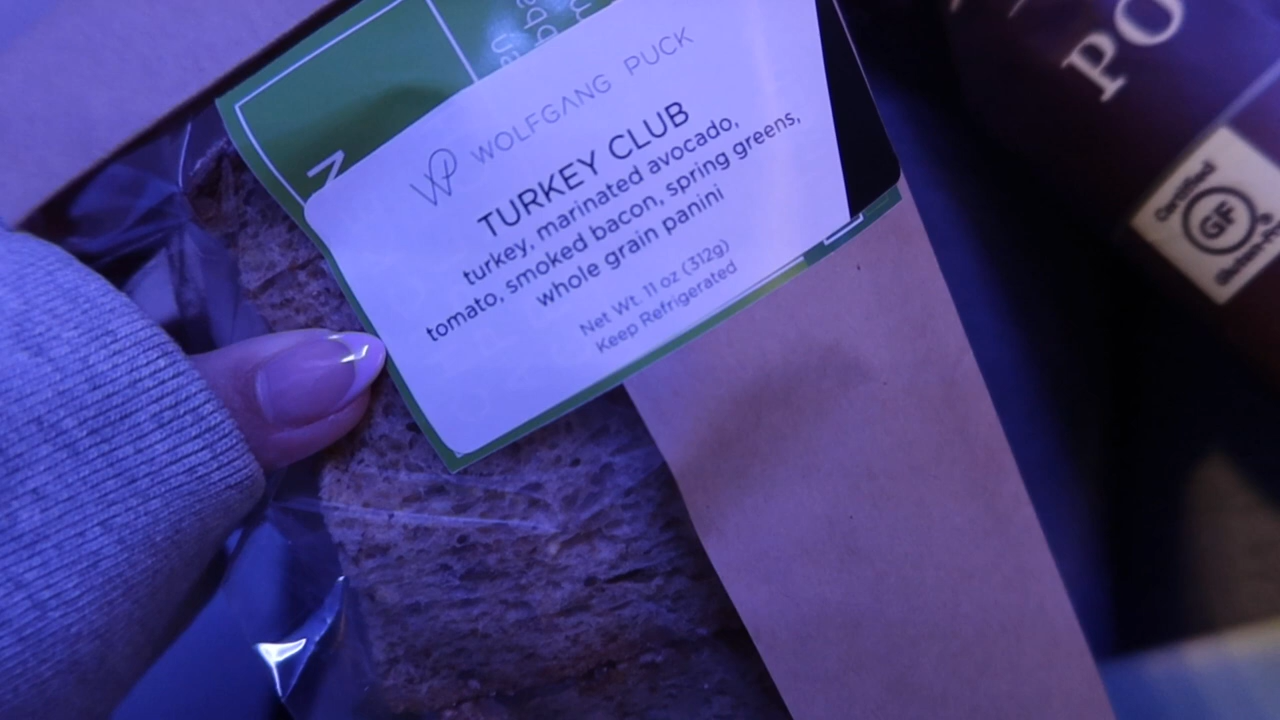 WP WOLFGANG PUCK
TURKEY CLUB
turkey, marinated avocado,
tomato, smoked bacon, spring greens,
whole grain panini
Net Wt. 11 oz (312g)
Keep Refrigerated
N
PO
Certified
GF